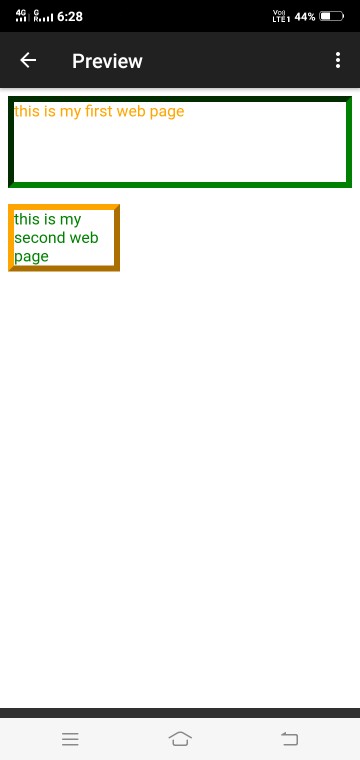 4G G R 6:28 Vo)) LTE1 44%
Preview
this is my first web page
this is my
second web
page